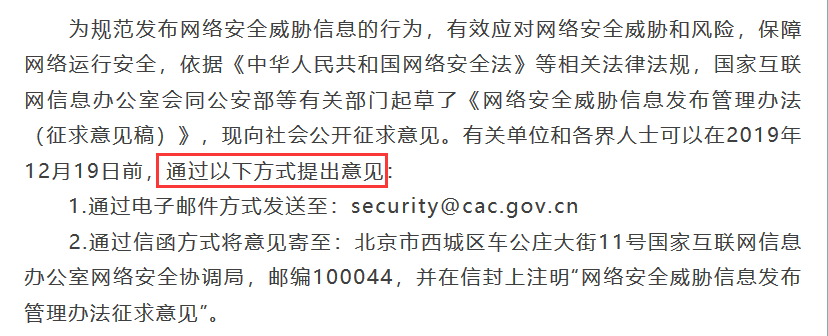 为规范发布网络安全威胁信息的行为，有效应对网络安全威胁和风险，保障
网络运行安全，依据《中华人民共和国网络安全法》等相关法律法规，国家互联
网信息办公室会同公安部等有关部门起草了《网络安全威胁信息发布管理办法
（征求意见稿）》，现向社会公开征求意见。有关单位和各界人士可以在2019年
12月19日前，通过以下方式提出意见：
1.通过电子邮件方式发送至：security@cac.gov.cn
2.通过信函方式将意见寄至：北京市西城区车公庄大街11号国家互联网信息
办公室网络安全协调局，邮编100044，并在信封上注明“网络安全威胁信息发布
管理办法征求意见”。